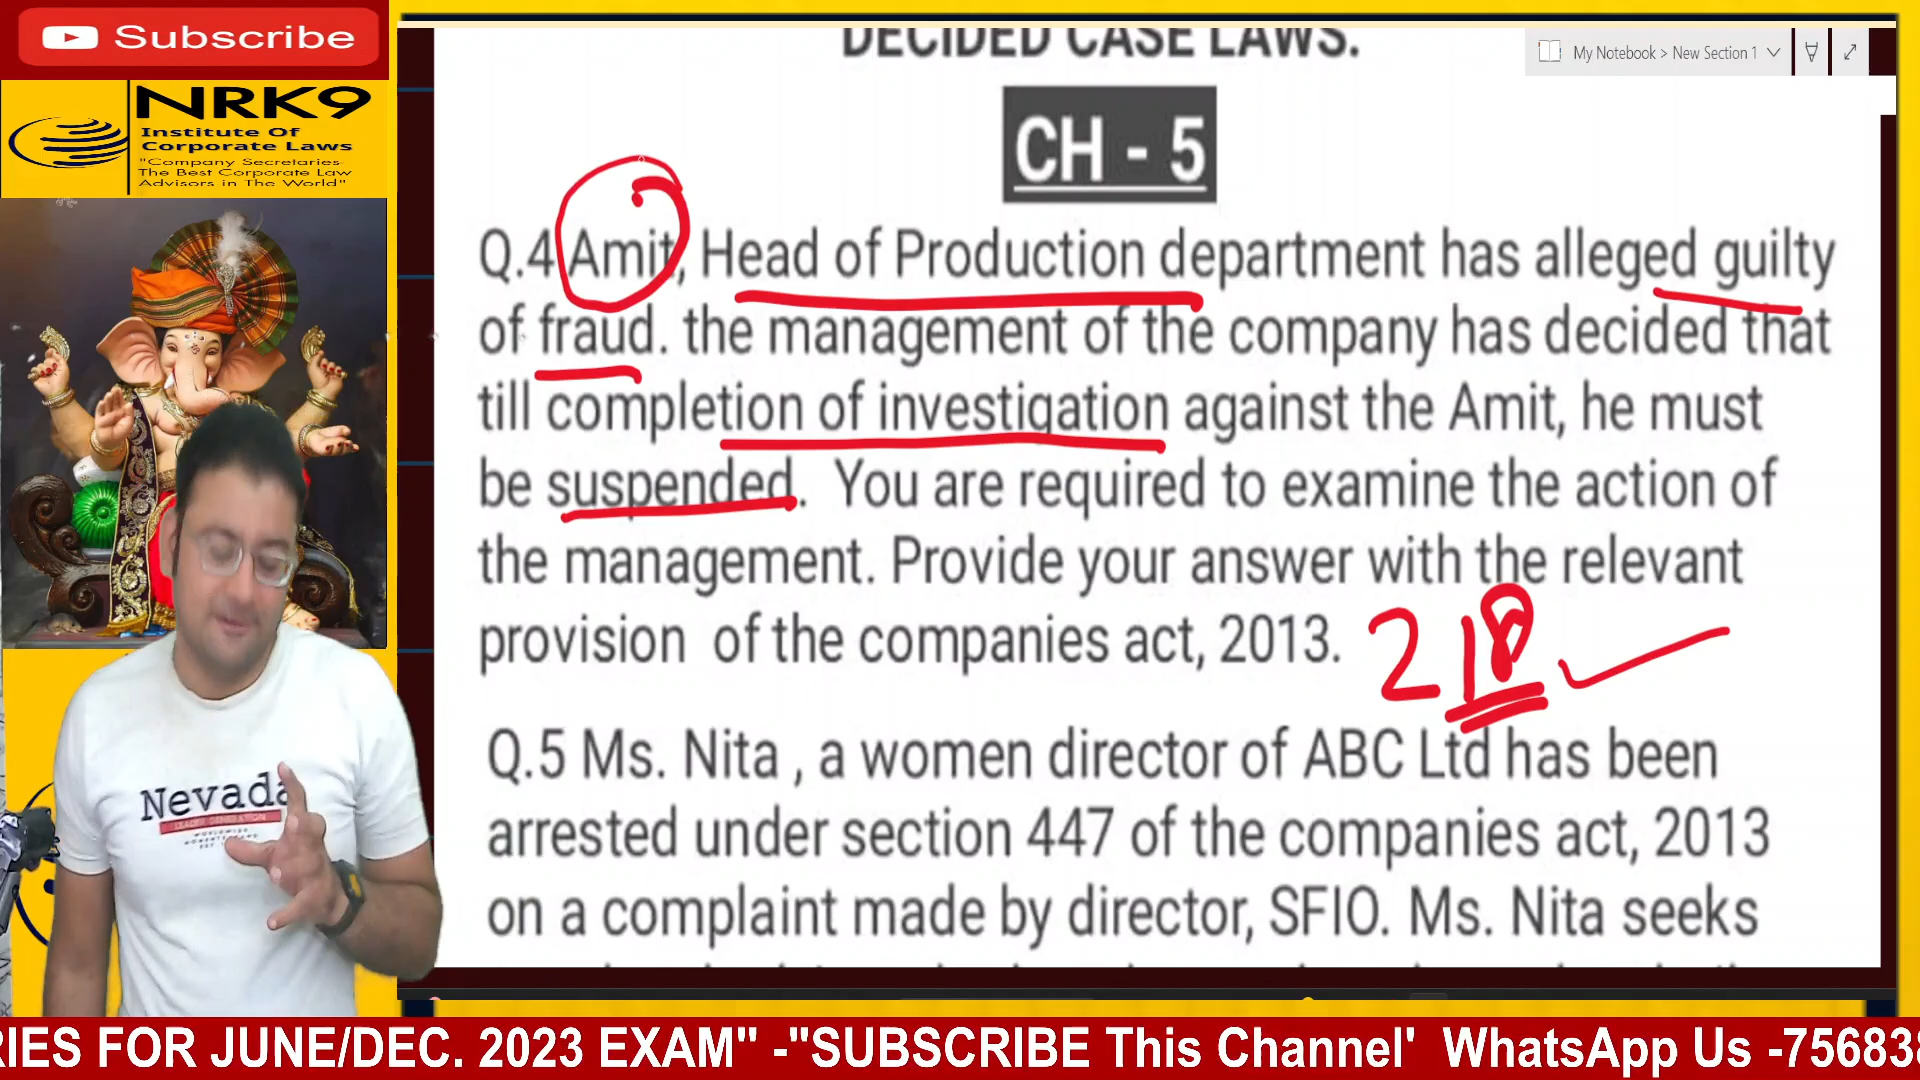 Subscribe
NRK9
Institute Of
Corporate Laws
"Company Secretaries-
The Best Corporate Law
Advisors in The World"
DECIDED CASE LAWS.
My Notebook > New Section 1
CH - 5
Q.4 Amit, Head of Production department has alleged guilty
of fraud. the management of the company has decided that
till completion of investigation against the Amit, he must
be suspended. You are required to examine the action of
the management. Provide your answer with the relevant
provision of the companies act, 2013.
218
Q.5 Ms. Nita , a women director of ABC Ltd has been
arrested under section 447 of the companies act, 2013
on a complaint made by director, SFIO. Ms. Nita seeks
Nevada
LEADER GENERATION
WORLDWIDE
RIES FOR JUNE/DEC. 2023 EXAM" -"SUBSCRIBE This Channel' WhatsApp Us -75683